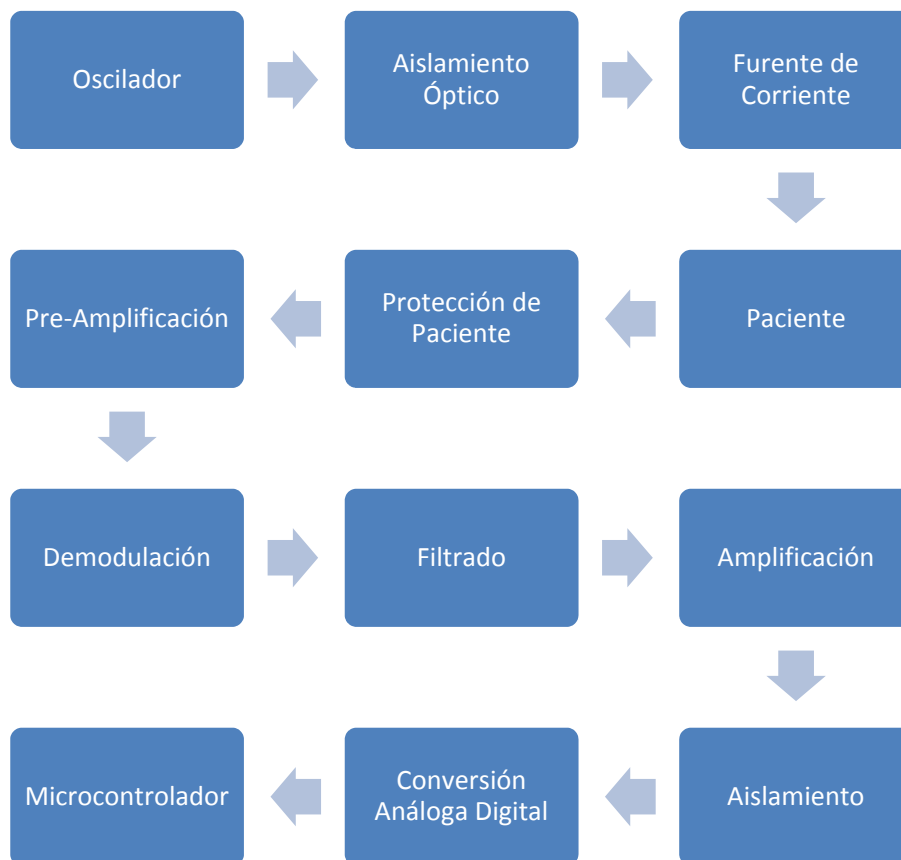 Oscilador
Aislamiento
Óptico
Furente de
Corriente
Pre-Amplificación
Protección de
Paciente
Paciente
Demodulación
Filtrado
Amplificación
Microcontrolador
Conversión
Análoga Digital
Aislamiento